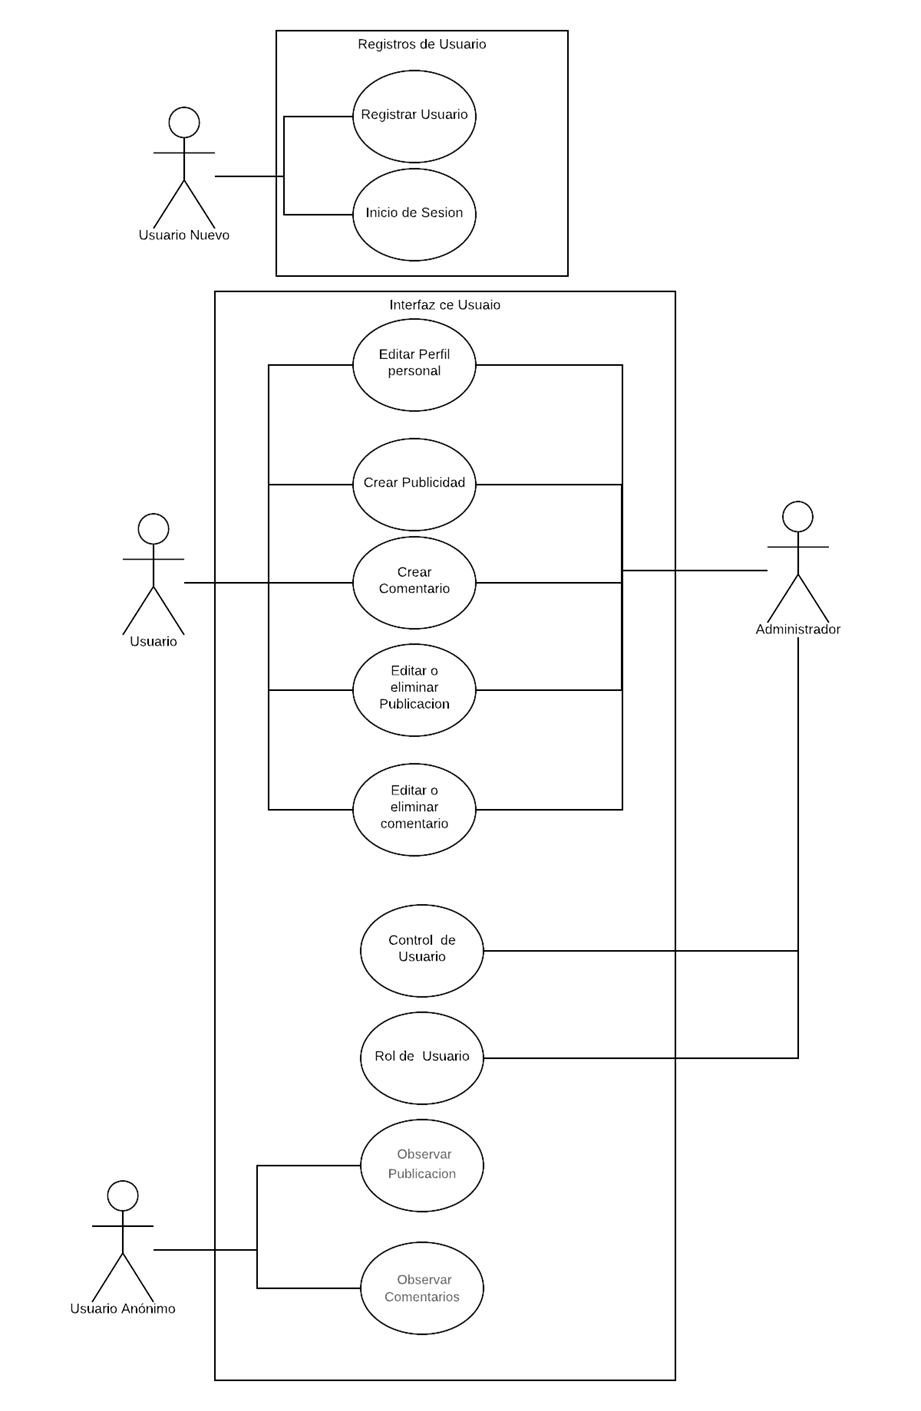 Registros de Usuario
Registrar Usuario
Inicio de Sesion
Usuario Nuevo
Interfaz ce Usuaio
Editar Perfil
personal
Crear Publicidad
Crear
Comentario
Usuario
Administrador
Editar o
eliminar
Publicacion
Editar o
eliminar
comentario
Control  de
Usuario
Rol de  Usuario
Observar
Publicacion
Observar
Comentarios
Usuario Anónimo